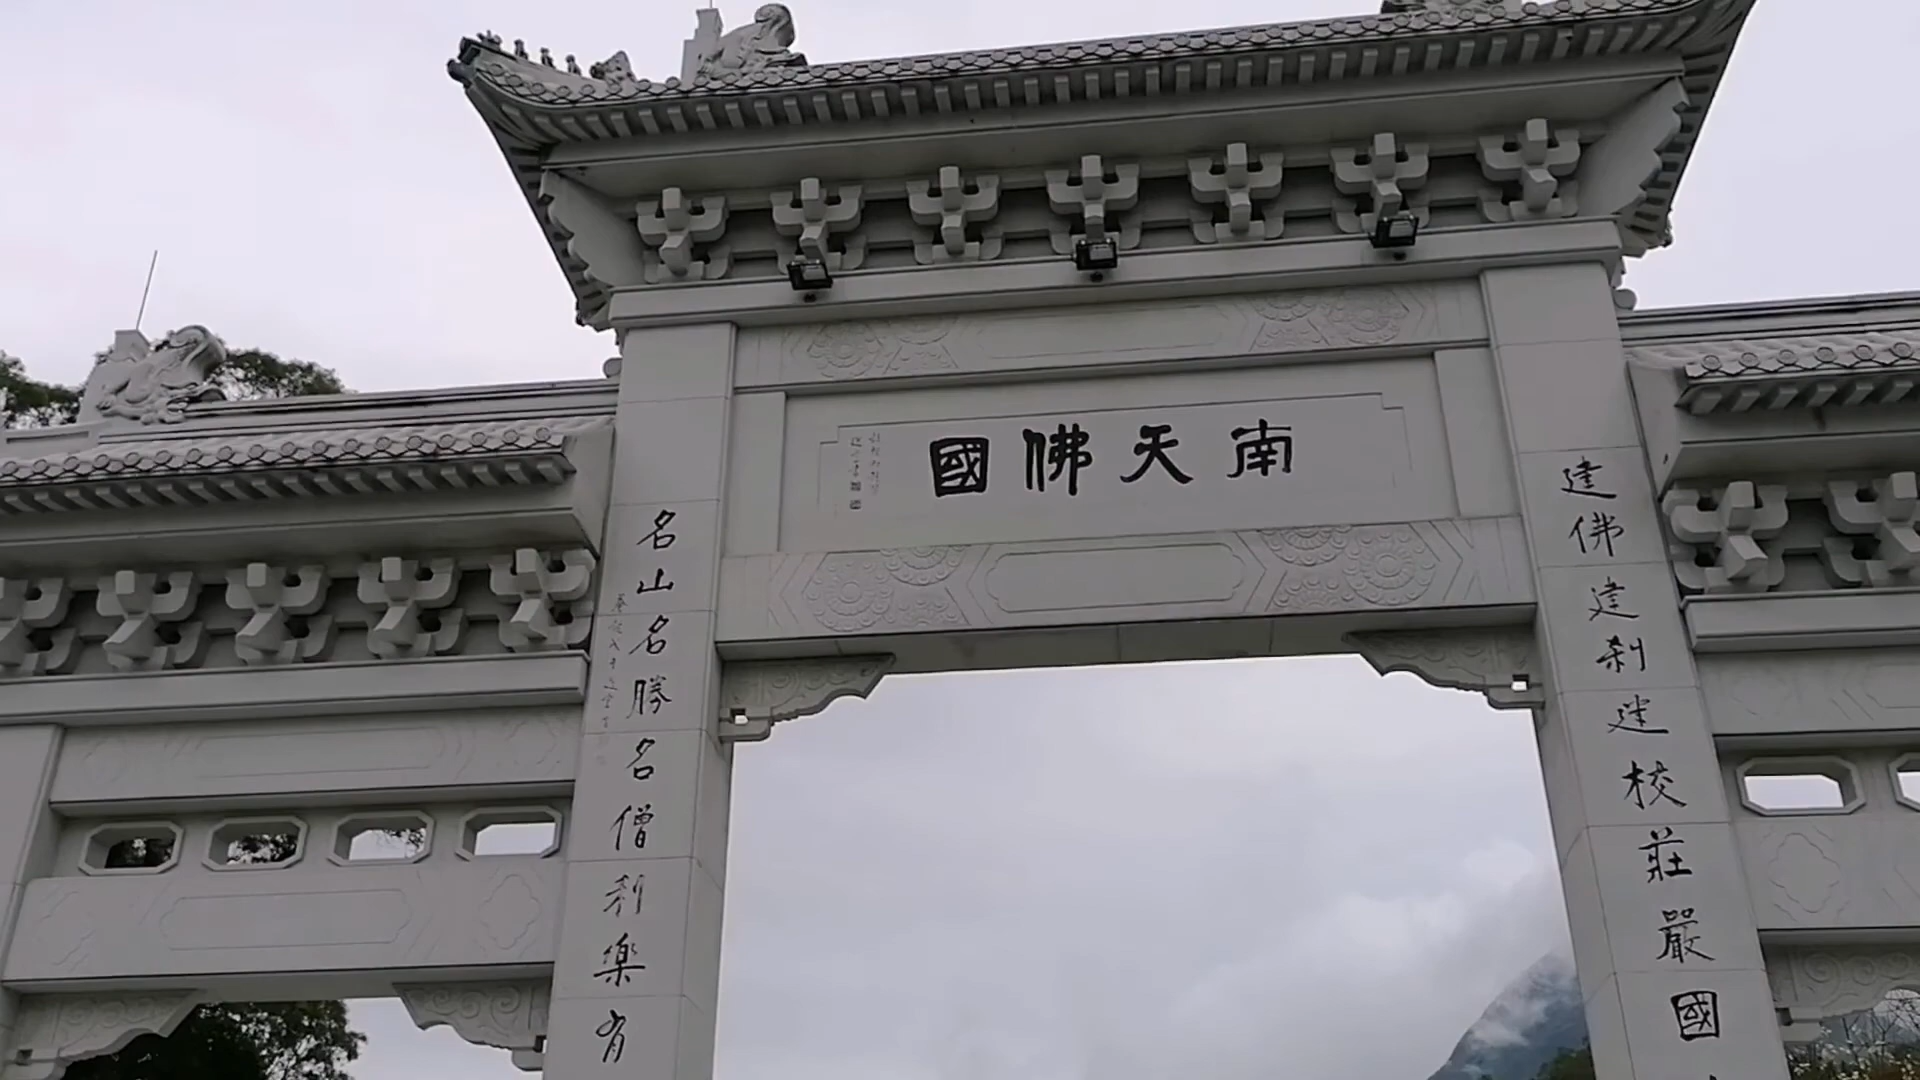 南天佛國
建佛建刹建校莊嚴國
名山名勝名僧利樂有